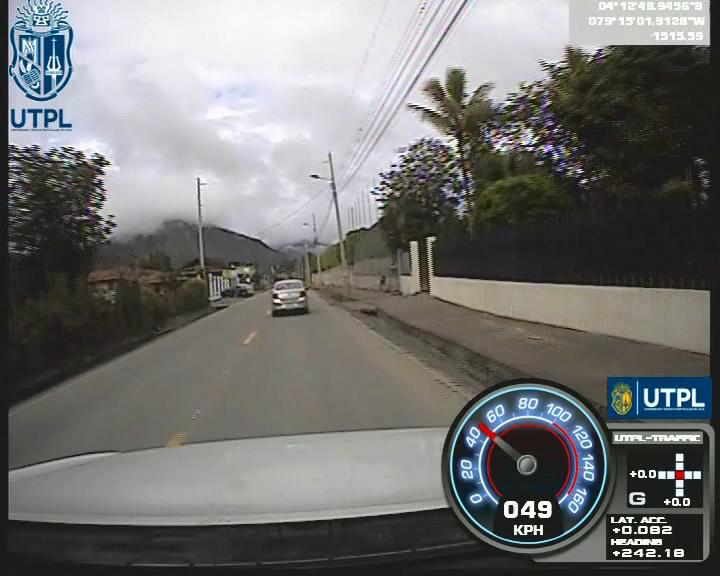 UTPL
04°12'48.9456"S
079°15'01.9128"W
1515.59
UTPL
UTPL-TRAFFIC
0 20 40 60 80 100 120 140 160
049
KPH
+0.0
G +0.0
LAT. ACC.
+0.082
HEADING
+242.18